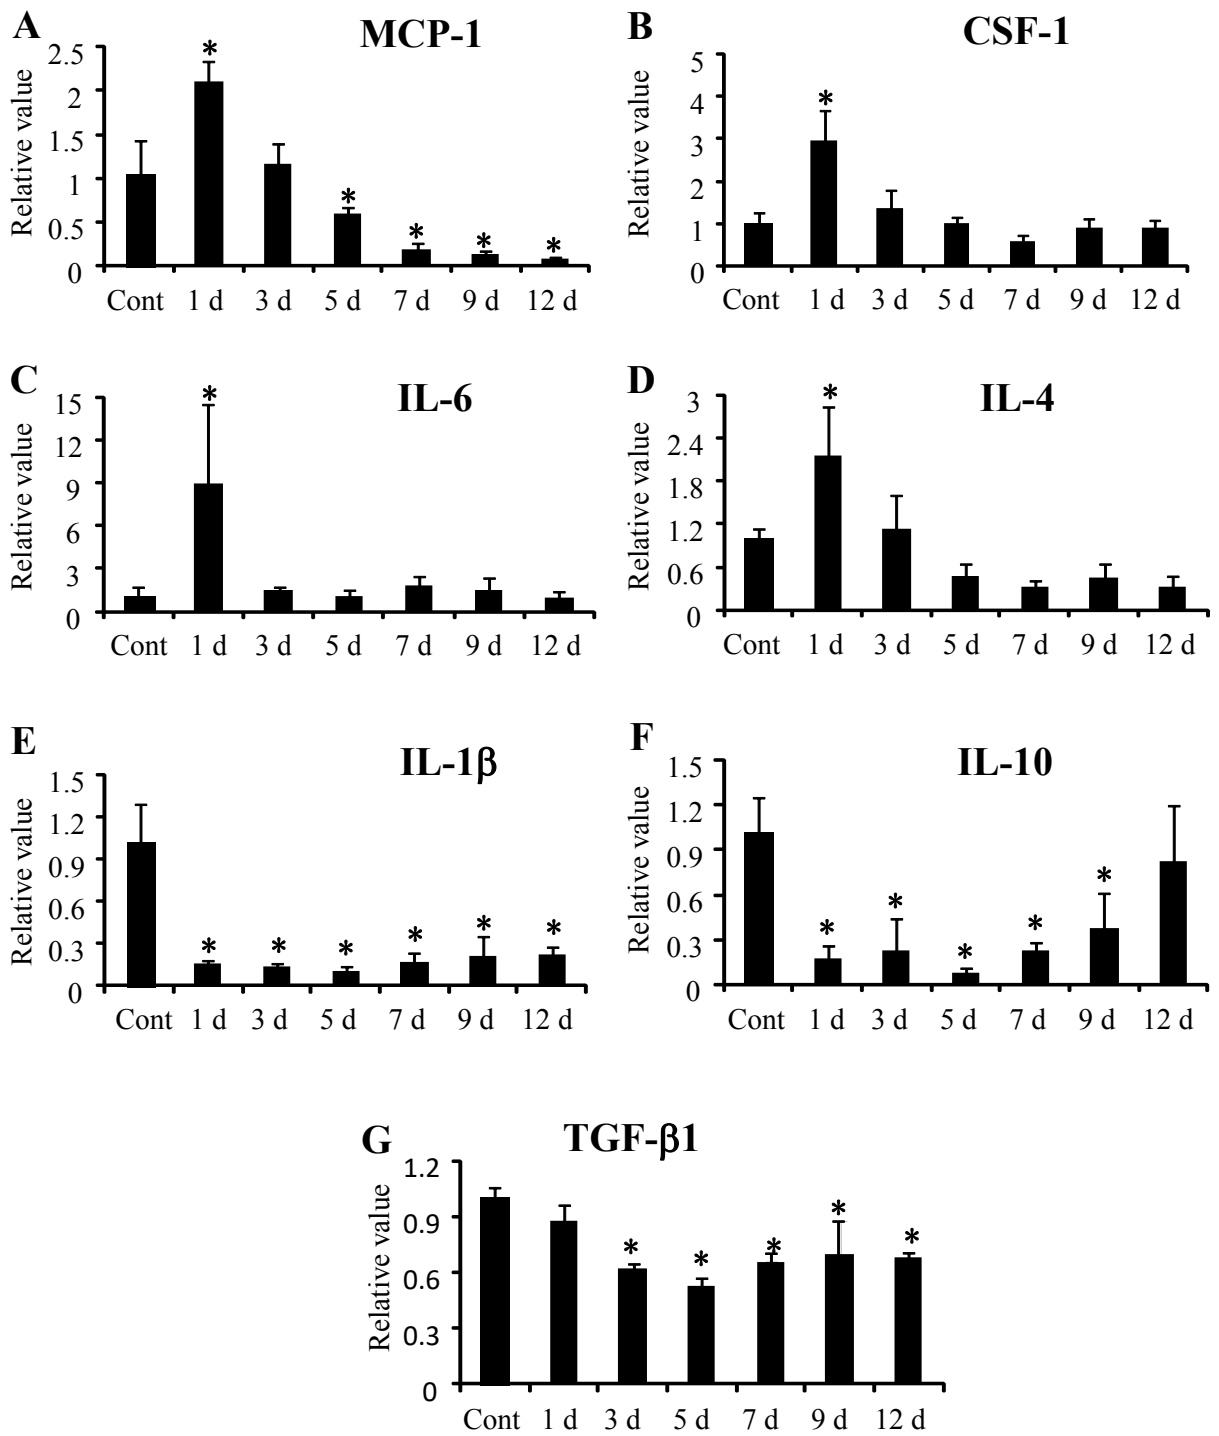 A
MCP-1
Relative value
2.5
2
1.5
1
0.5
0
*
*
*
*
*
Cont 1 d 3 d 5 d 7 d 9 d 12 d
B
CSF-1
Relative value
5
4
3
2
1
0
*
Cont 1 d 3 d 5 d 7 d 9 d 12 d
C
IL-6
Relative value
15
12
9
6
3
0
*
Cont 1 d 3 d 5 d 7 d 9 d 12 d
D
IL-4
Relative value
3
2.4
1.8
1.2
0.6
0
*
Cont 1 d 3 d 5 d 7 d 9 d 12 d
E
IL-1β
Relative value
1.5
1.2
0.9
0.6
0.3
0
*
*
*
*
*
*
Cont 1 d 3 d 5 d 7 d 9 d 12 d
F
IL-10
Relative value
1.5
1.2
0.9
0.6
0.3
0
*
*
*
*
*
Cont 1 d 3 d 5 d 7 d 9 d 12 d
G
TGF-β1
Relative value
1.2
0.9
0.6
0.3
0
*
*
*
*
*
Cont 1 d 3 d 5 d 7 d 9 d 12 d